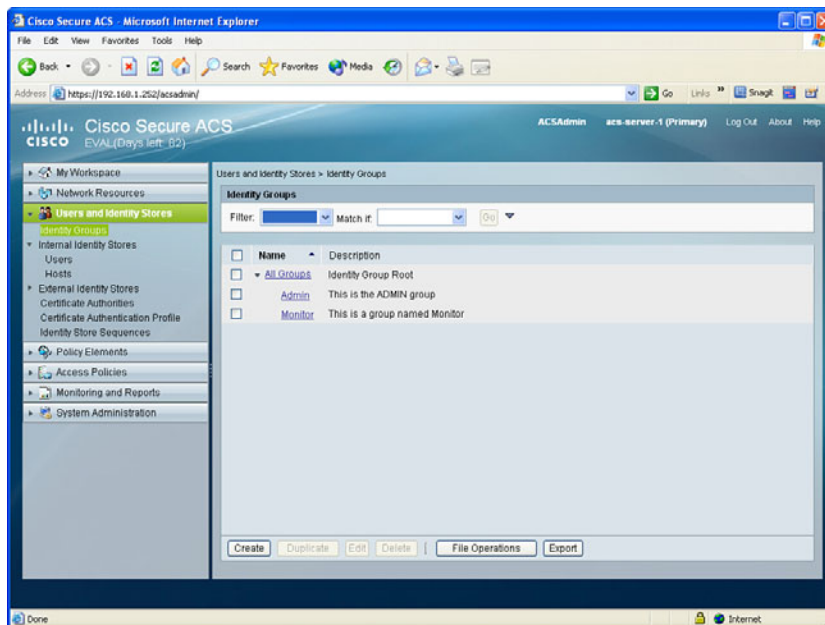 Cisco Secure ACS - Microsoft Internet Explorer
File Edit View Favorites Tools Help
Back Search Favorites Media
Address https://192.168.1.252/acsadmin/ Go Links » SnagIt
CISCO
Cisco Secure ACS
EVAL(Days left: 82)
ACSAdmin acs-server-1 (Primary) Log Out About Help
My Workspace
Network Resources
Users and Identity Stores
Identity Groups
Internal Identity Stores
Users
Hosts
External Identity Stores
Certificate Authorities
Certificate Authentication Profile
Identity Store Sequences
Policy Elements
Access Policies
Monitoring and Reports
System Administration
Users and Identity Stores > Identity Groups
Identity Groups
Filter: Match if: Go
Name Description
All Groups Identity Group Root
Admin This is the ADMIN group
Monitor This is a group named Monitor
Create Duplicate Edit Delete | File Operations Export
Done Internet